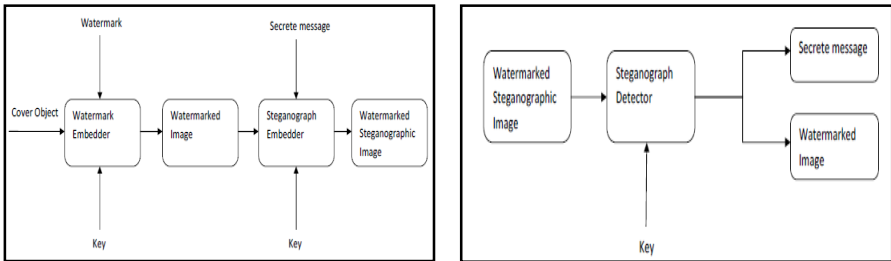 Watermark
Secrete message
Cover Object
Watermark
Embedder
Watermarked
Image
Steganograph
Embedder
Watermarked
Steganographic
Image
Key
Key
Watermarked
Steganographic
Image
Steganograph
Detector
Secrete message
Watermarked
Image
Key